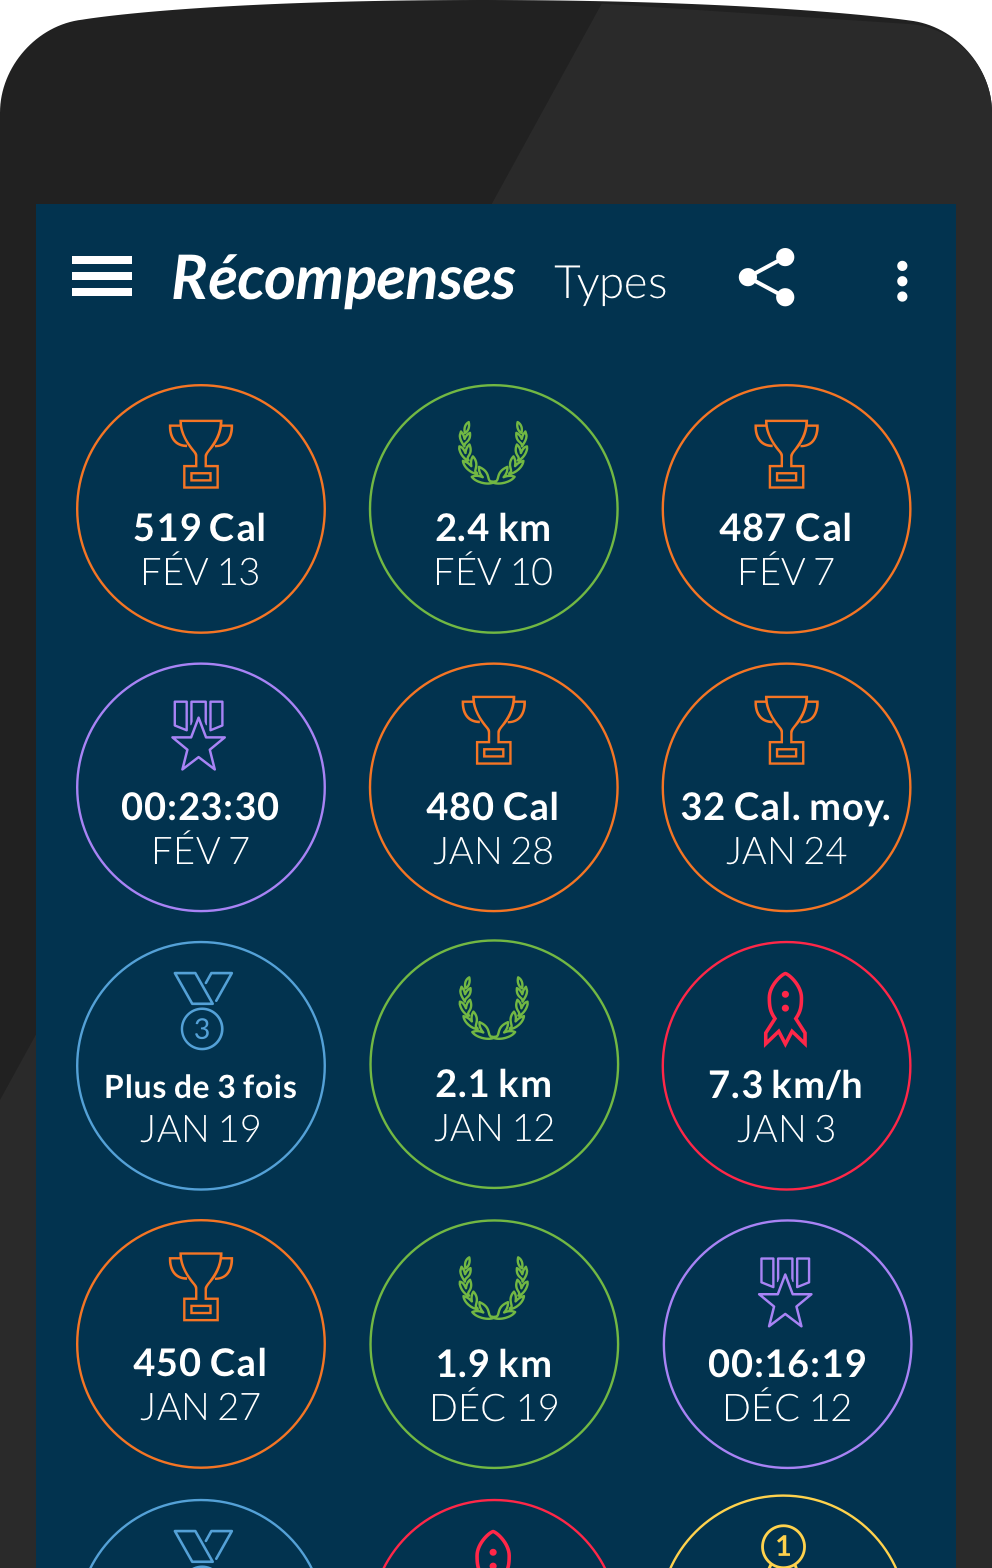 Récompenses Types
519 Cal
FÉV 13
2.4 km
FÉV 10
487 Cal
FÉV 7
00:23:30
FÉV 7
480 Cal
JAN 28
32 Cal. moy.
JAN 24
3
Plus de 3 fois
JAN 19
2.1 km
JAN 12
7.3 km/h
JAN 3
450 Cal
JAN 27
1.9 km
DÉC 19
00:16:19
DÉC 12
1